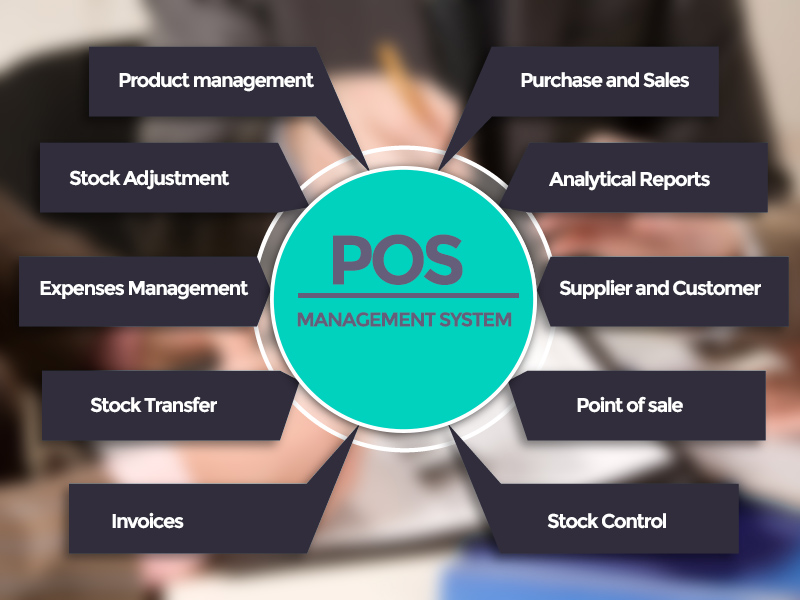 Product management
Purchase and Sales
Stock Adjustment
Analytical Reports
POS
MANAGEMENT SYSTEM
Expenses Management
Supplier and Customer
Stock Transfer
Point of sale
Invoices
Stock Control